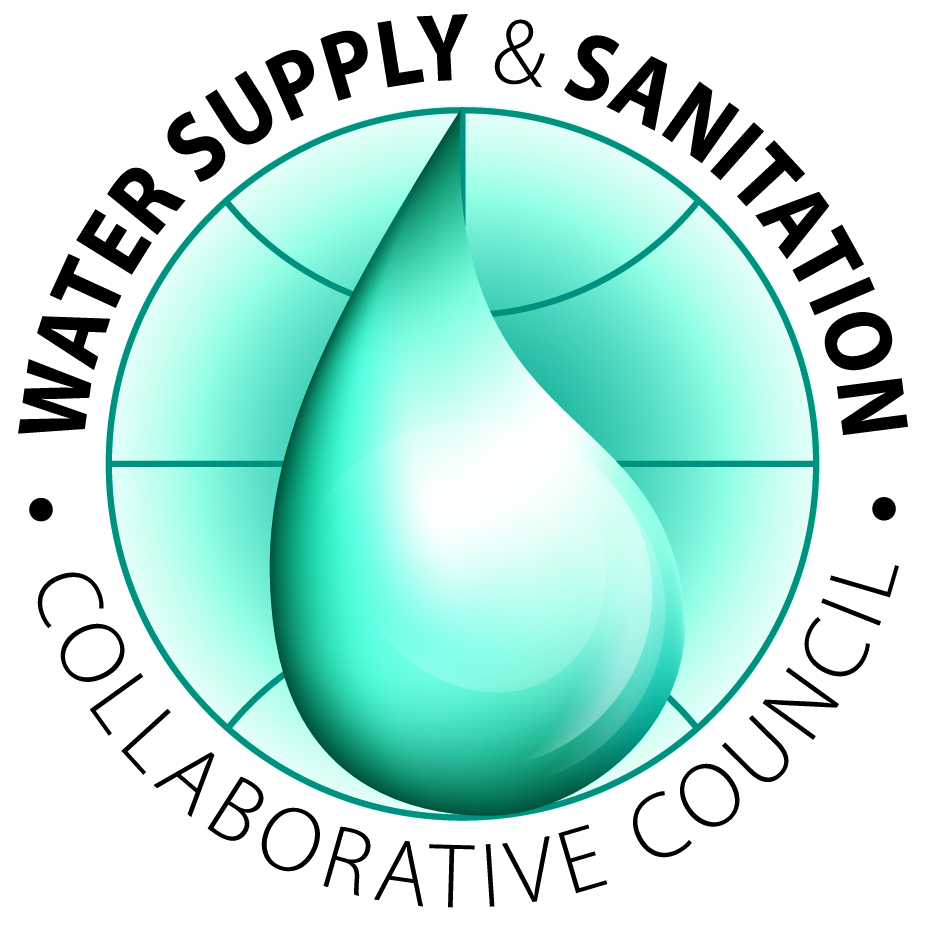 WATER SUPPLY & SANITATION
• COLLABORATIVE COUNCIL •